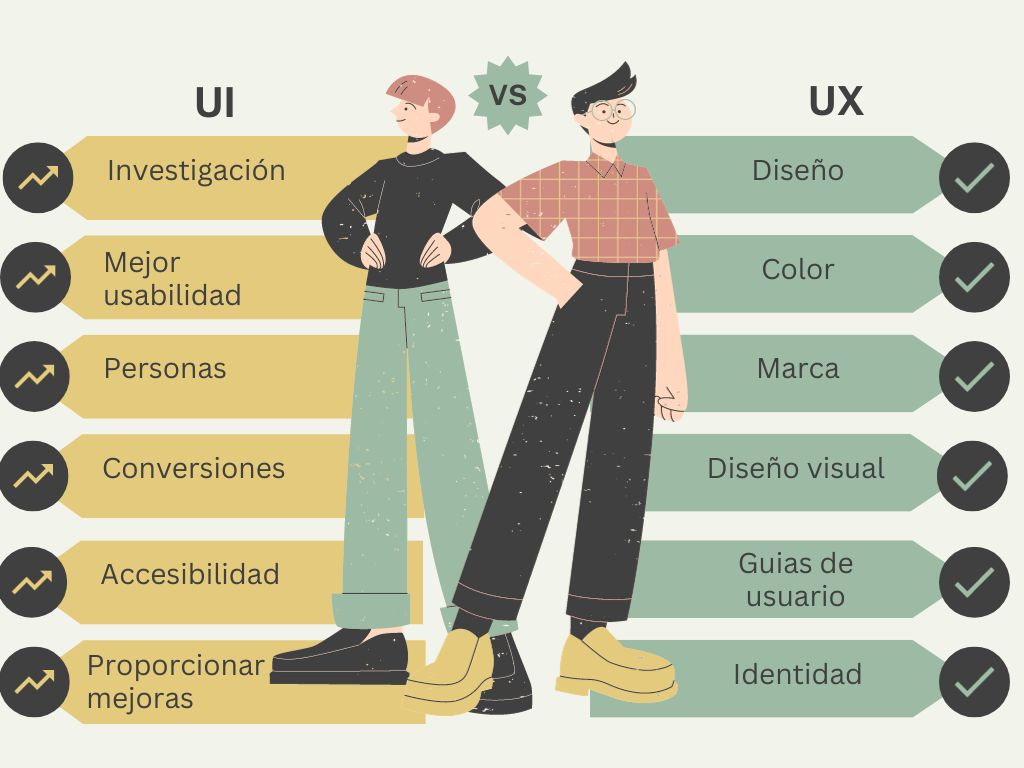 UI
VS
UX
Investigación
Mejor
usabilidad
Personas
Conversiones
Accesibilidad
Proporcionar
mejoras
Diseño
Color
Marca
Diseño visual
Guias de
usuario
Identidad